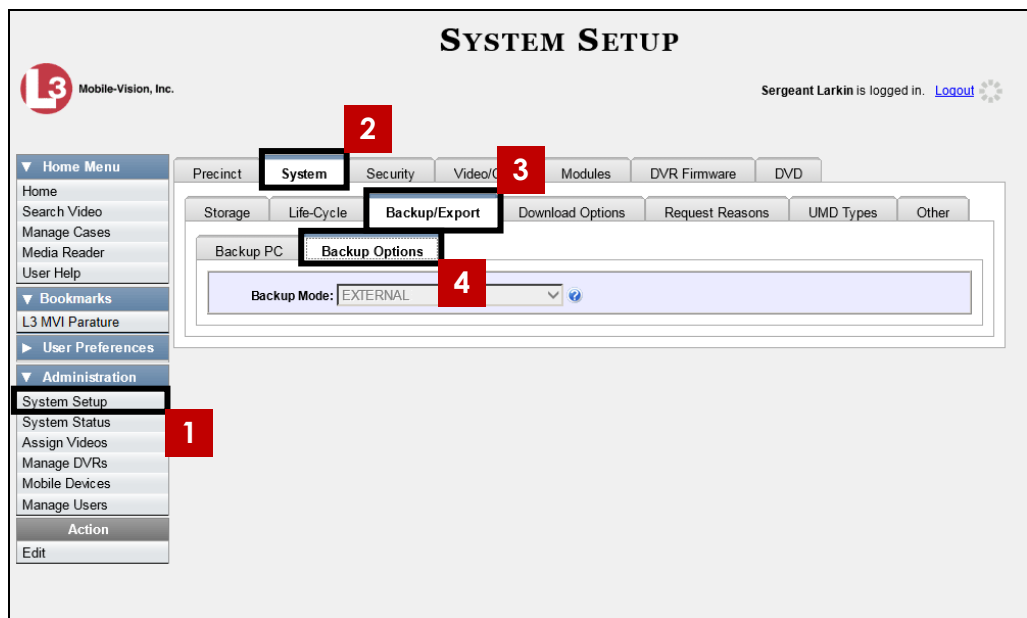 SYSTEM SETUP
L3 Mobile-Vision, Inc.
Sergeant Larkin is logged in. Logout
2
▼ Home Menu
Home
Search Video
Manage Cases
Media Reader
User Help
▼ Bookmarks
L3 MVI Parature
▶ User Preferences
▼ Administration
System Setup
System Status
Assign Videos
Manage DVRs
Mobile Devices
Manage Users
Action
Edit
1
Precinct System Security Video/ Modules DVR Firmware DVD
3
Storage Life-Cycle Backup/Export Download Options Request Reasons UMD Types Other
Backup PC Backup Options
4
Backup Mode: EXTERNAL ?